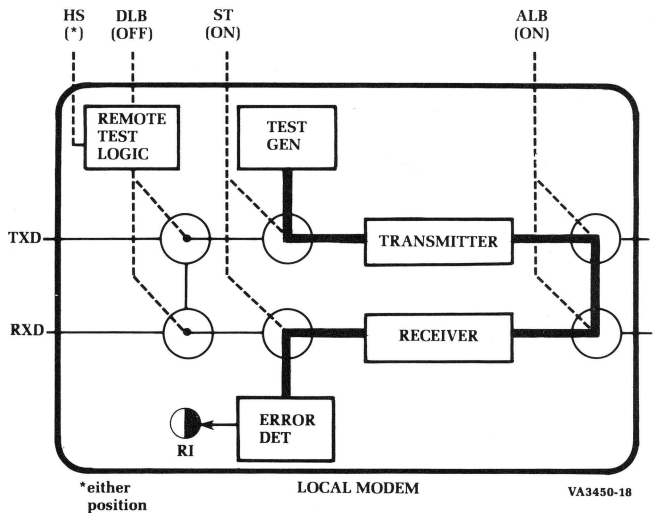 HS
(*)
DLB
(OFF)
ST
(ON)
ALB
(ON)
REMOTE
TEST
LOGIC
TEST
GEN
TXD
TRANSMITTER
RXD
RECEIVER
ERROR
DET
RI
*either
position
LOCAL MODEM
VA3450-18